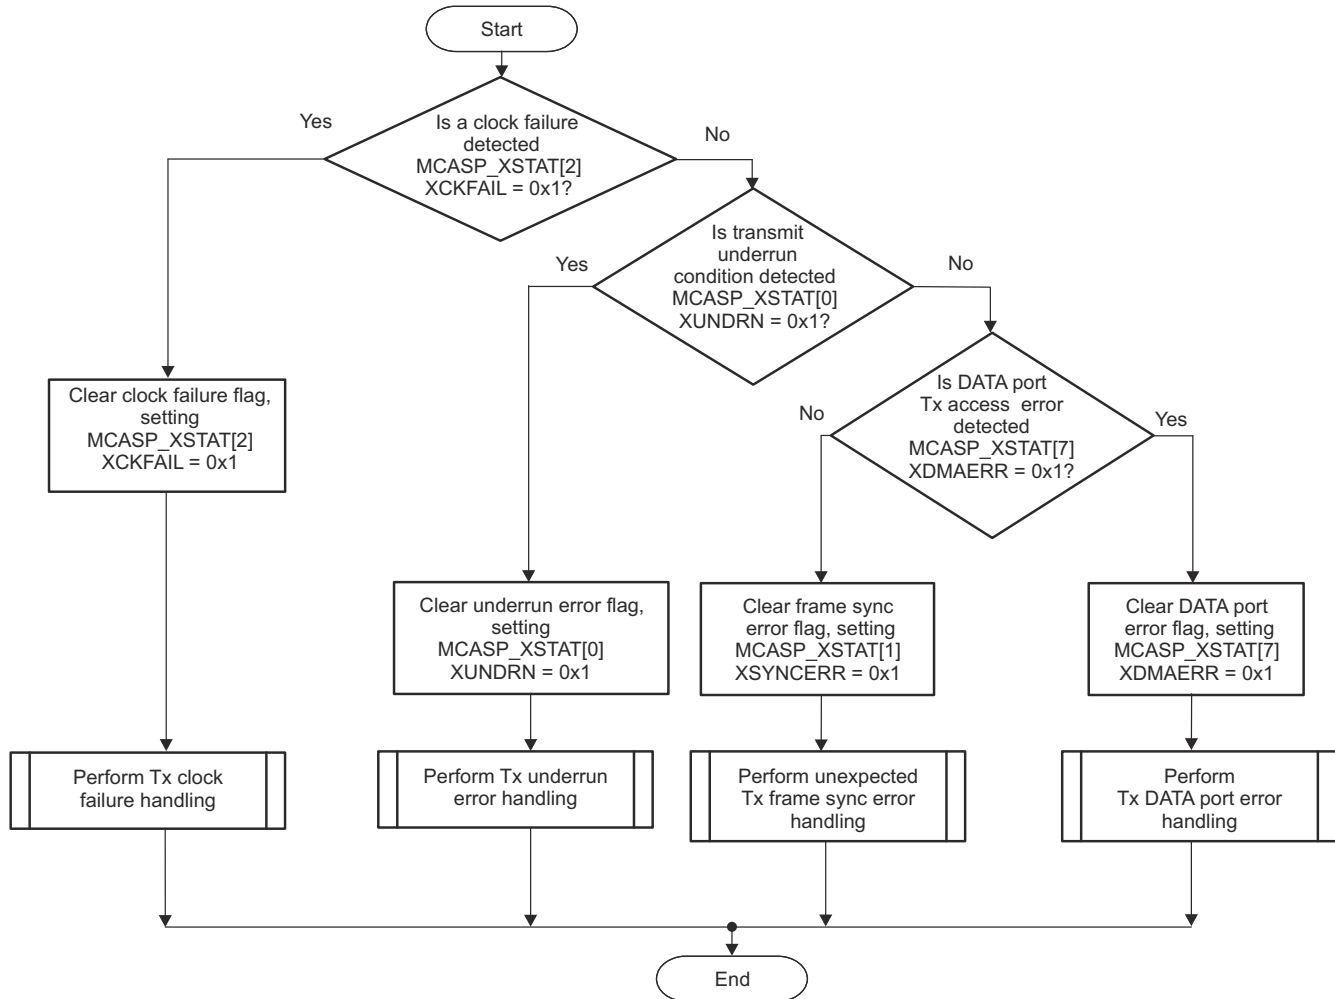 Start
Is a clock failure
detected
MCASP_XSTAT[2]
XCKFAIL = 0x1?
Yes
No
Is transmit
underrun
condition detected
MCASP_XSTAT[0]
XUNDRN = 0x1?
Yes
No
Is DATA port
Tx access error
detected
MCASP_XSTAT[7]
XDMAERR = 0x1?
No
Yes
Clear clock failure flag,
setting
MCASP_XSTAT[2]
XCKFAIL = 0x1
Clear underrun error flag,
setting
MCASP_XSTAT[0]
XUNDRN = 0x1
Clear frame sync
error flag, setting
MCASP_XSTAT[1]
XSYNCERR = 0x1
Clear DATA port
error flag, setting
MCASP_XSTAT[7]
XDMAERR = 0x1
Perform Tx clock
failure handling
Perform Tx underrun
error handling
Perform unexpected
Tx frame sync error
handling
Perform
Tx DATA port error
handling
End